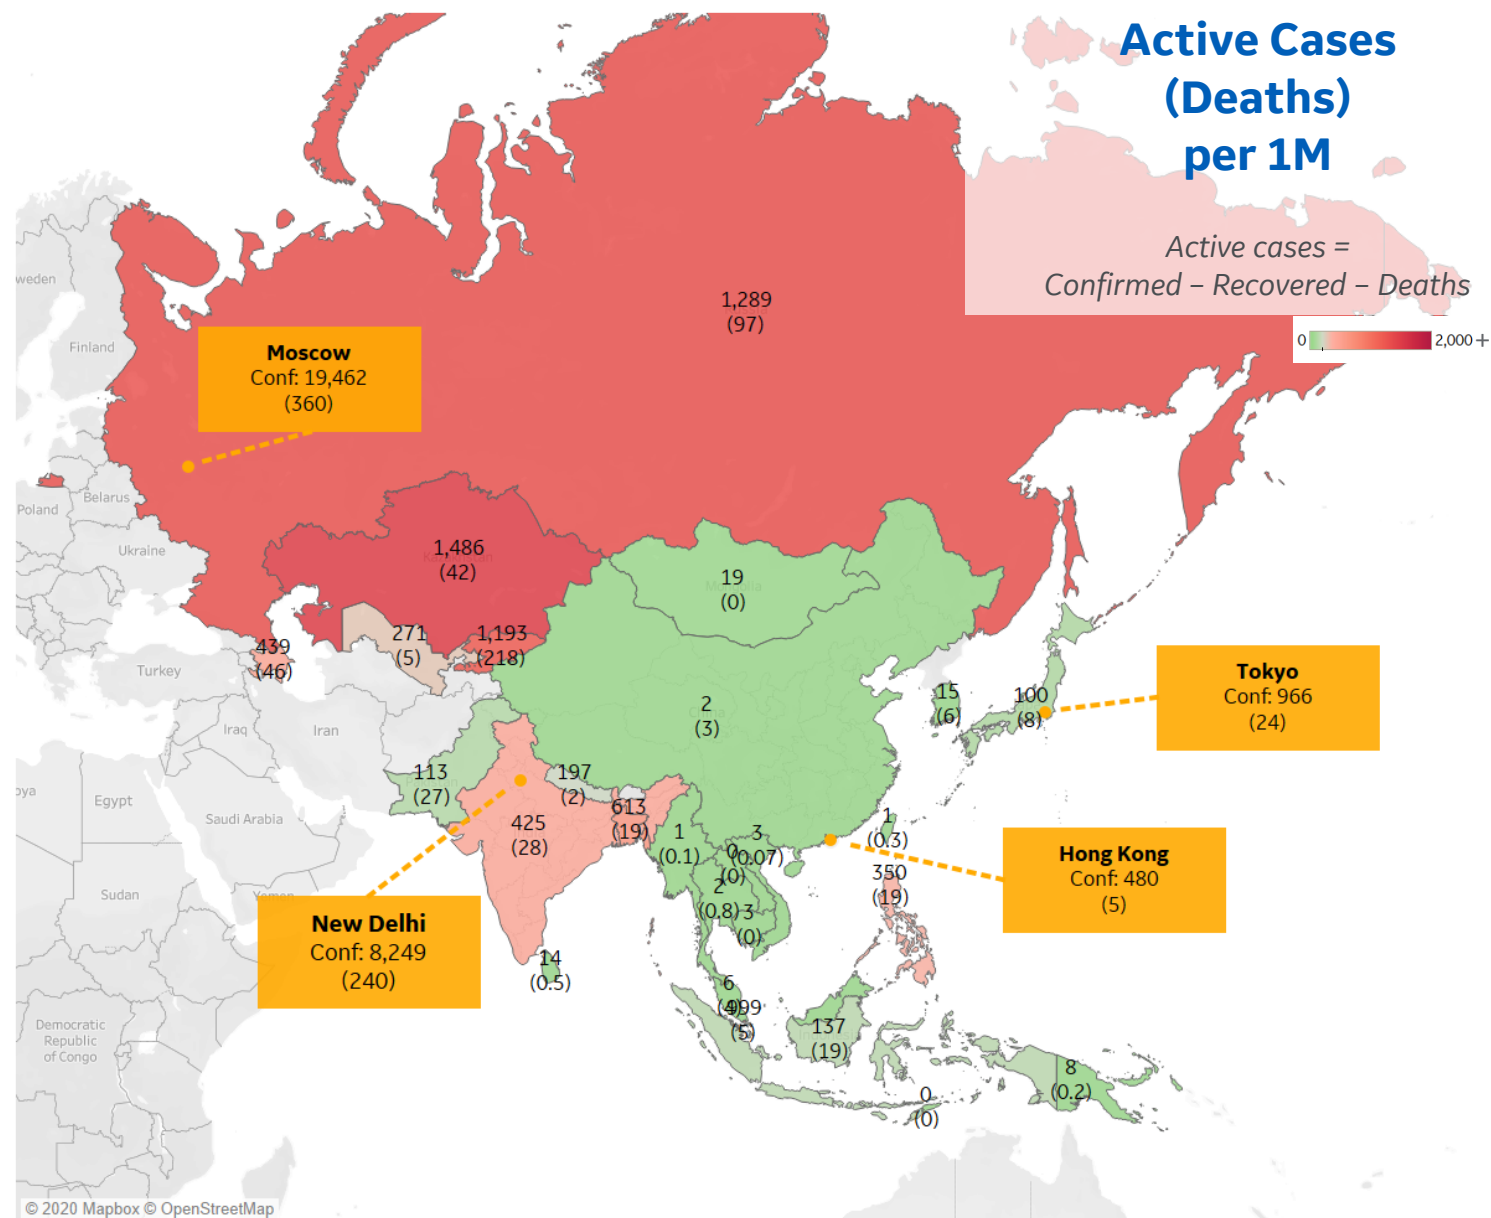 Active Cases
(Deaths)
per 1M
Active cases =
Confirmed – Recovered – Deaths
0
2,000 +
1,289
(97)
weden
Finland
Moscow
Conf: 19,462
(360)
Belarus
Poland
Ukraine
1,486
(42)
19
(0)
439
(46)
271
(5)
1,193
(218)
Turkey
Tokyo
Conf: 966
(24)
15
(6)
100
(8)
2
(3)
Iraq
Iran
113
(27)
197
(2)
613
(19)
Egypt
Saudi Arabia
425
(28)
1
(0.1)
3
(0.07)
0
(0)
1
(0.3)
Hong Kong
Conf: 480
(5)
350
(19)
2
(0.8)
3
(0)
Sudan
Yemen
New Delhi
Conf: 8,249
(240)
14
(0.5)
6
(4)
499
(5)
137
(19)
Democratic
Republic
of Congo
8
(0.2)
0
(0)
© 2020 Mapbox © OpenStreetMap